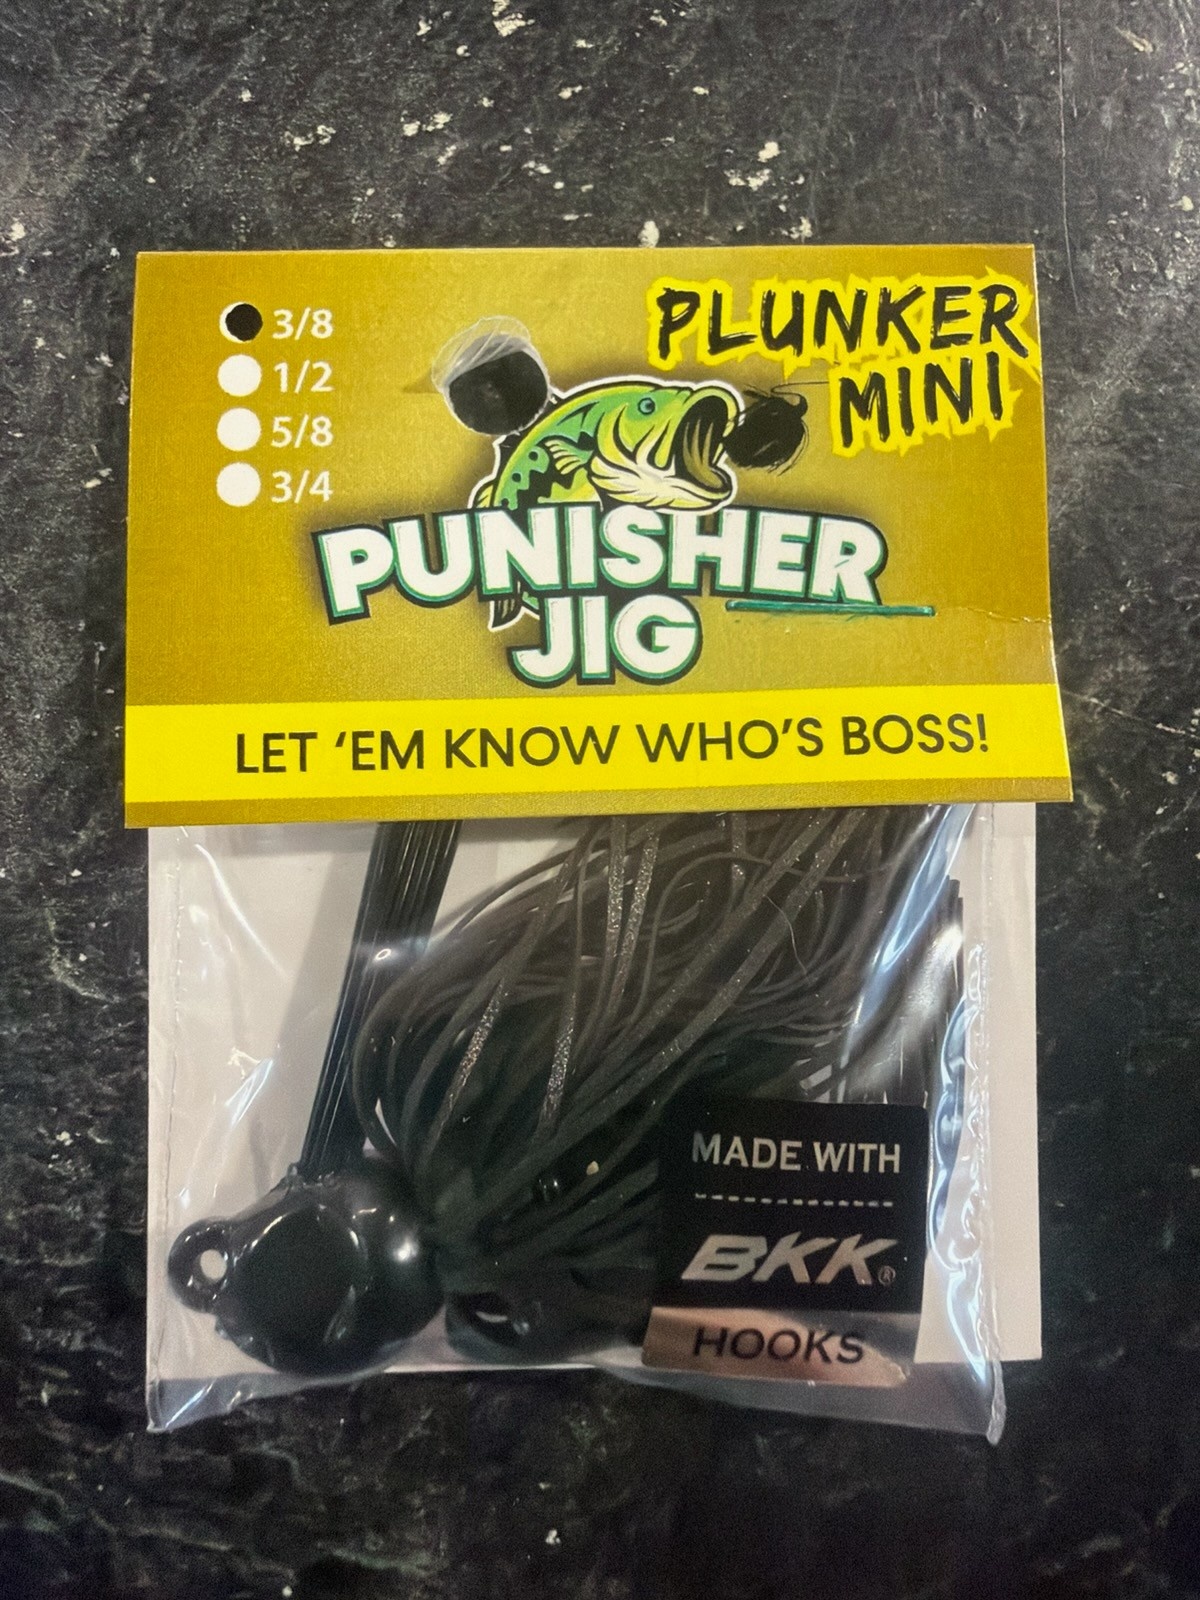 3/8
1/2
5/8
3/4
PLUNKER
MINI
PUNISHER
JIG
LET ‘EM KNOW WHO’S BOSS!
MADE WITH
BKK®
HOOKS